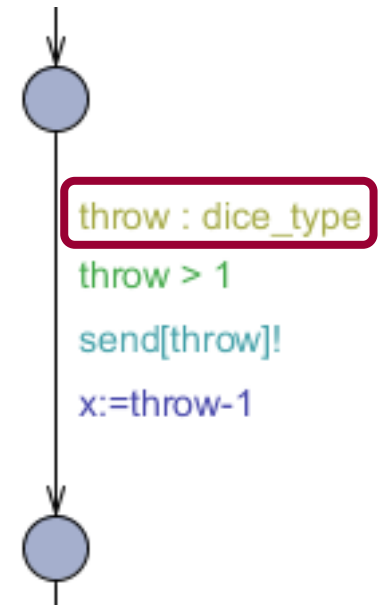 throw : dice_type
throw > 1
send[throw]!
x:=throw-1